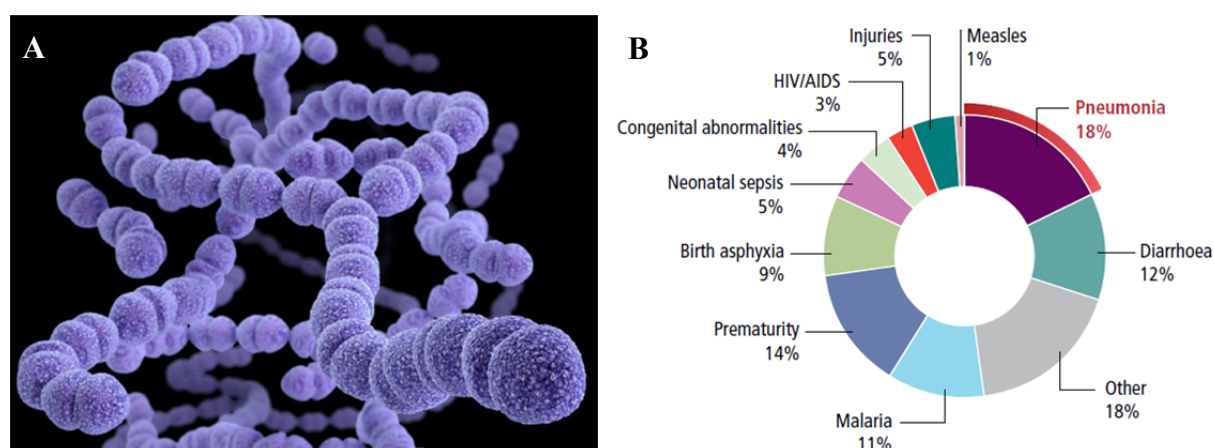 A
B
Injuries
5%
Measles
1%
HIV/AIDS
3%
Pneumonia
18%
Congenital abnormalities
4%
Neonatal sepsis
5%
Birth asphyxia
9%
Diarrhoea
12%
Prematurity
14%
Other
18%
Malaria
11%